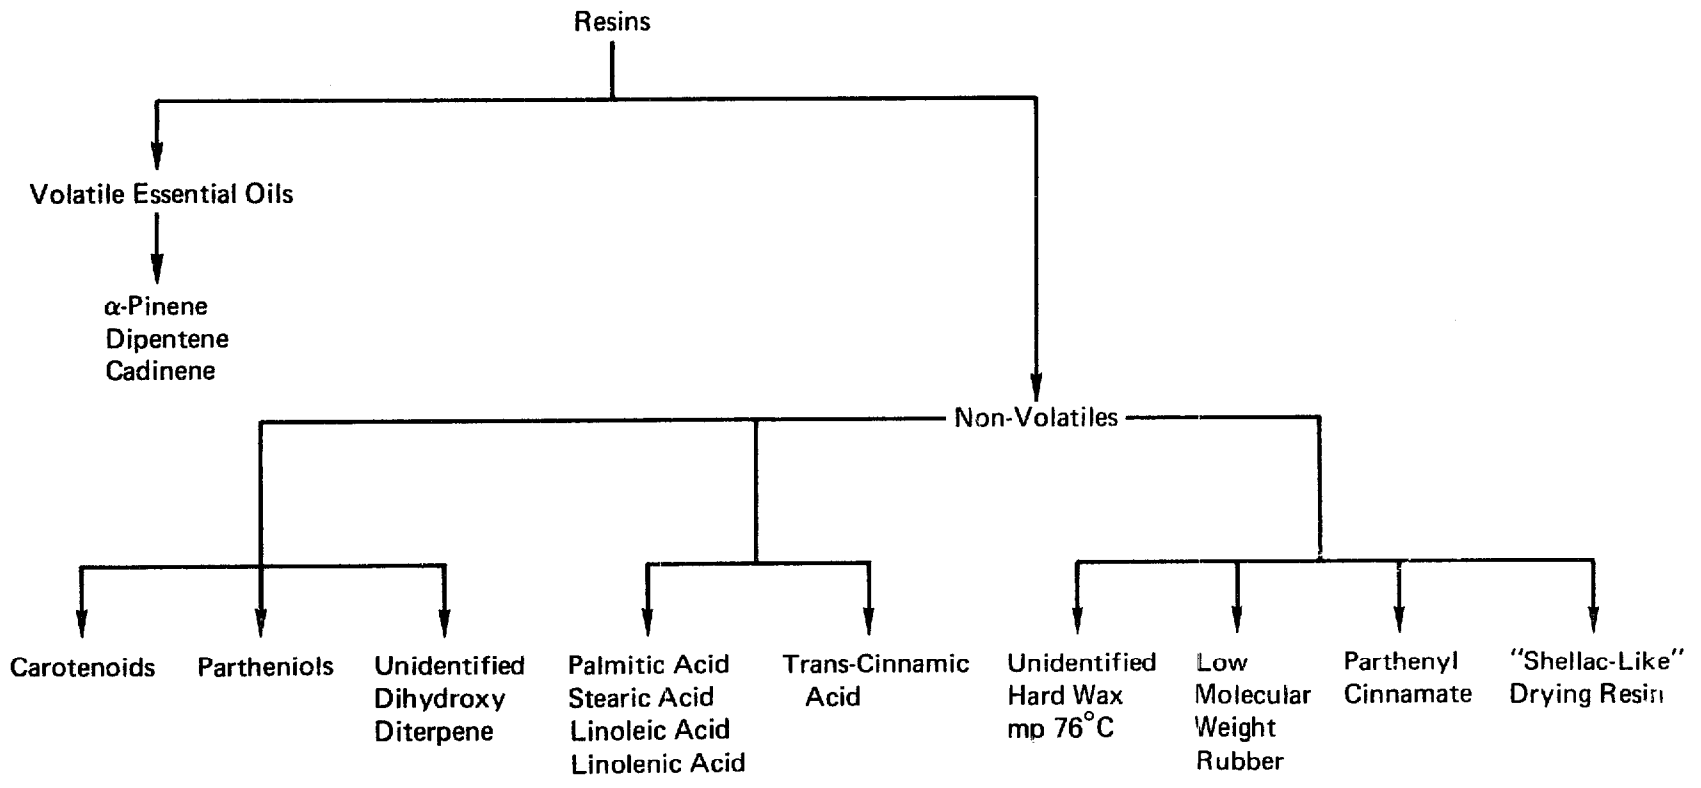 Resins
Volatile Essential Oils
α-Pinene
Dipentene
Cadinene
Non-Volatiles
Carotenoids
Partheniols
Unidentified
Dihydroxy
Diterpene
Palmitic Acid
Stearic Acid
Linoleic Acid
Linolenic Acid
Trans-Cinnamic
Acid
Unidentified
Hard Wax
mp 76°C
Low
Molecular
Weight
Rubber
Parthenyl
Cinnamate
"Shellac-Like"
Drying Resin